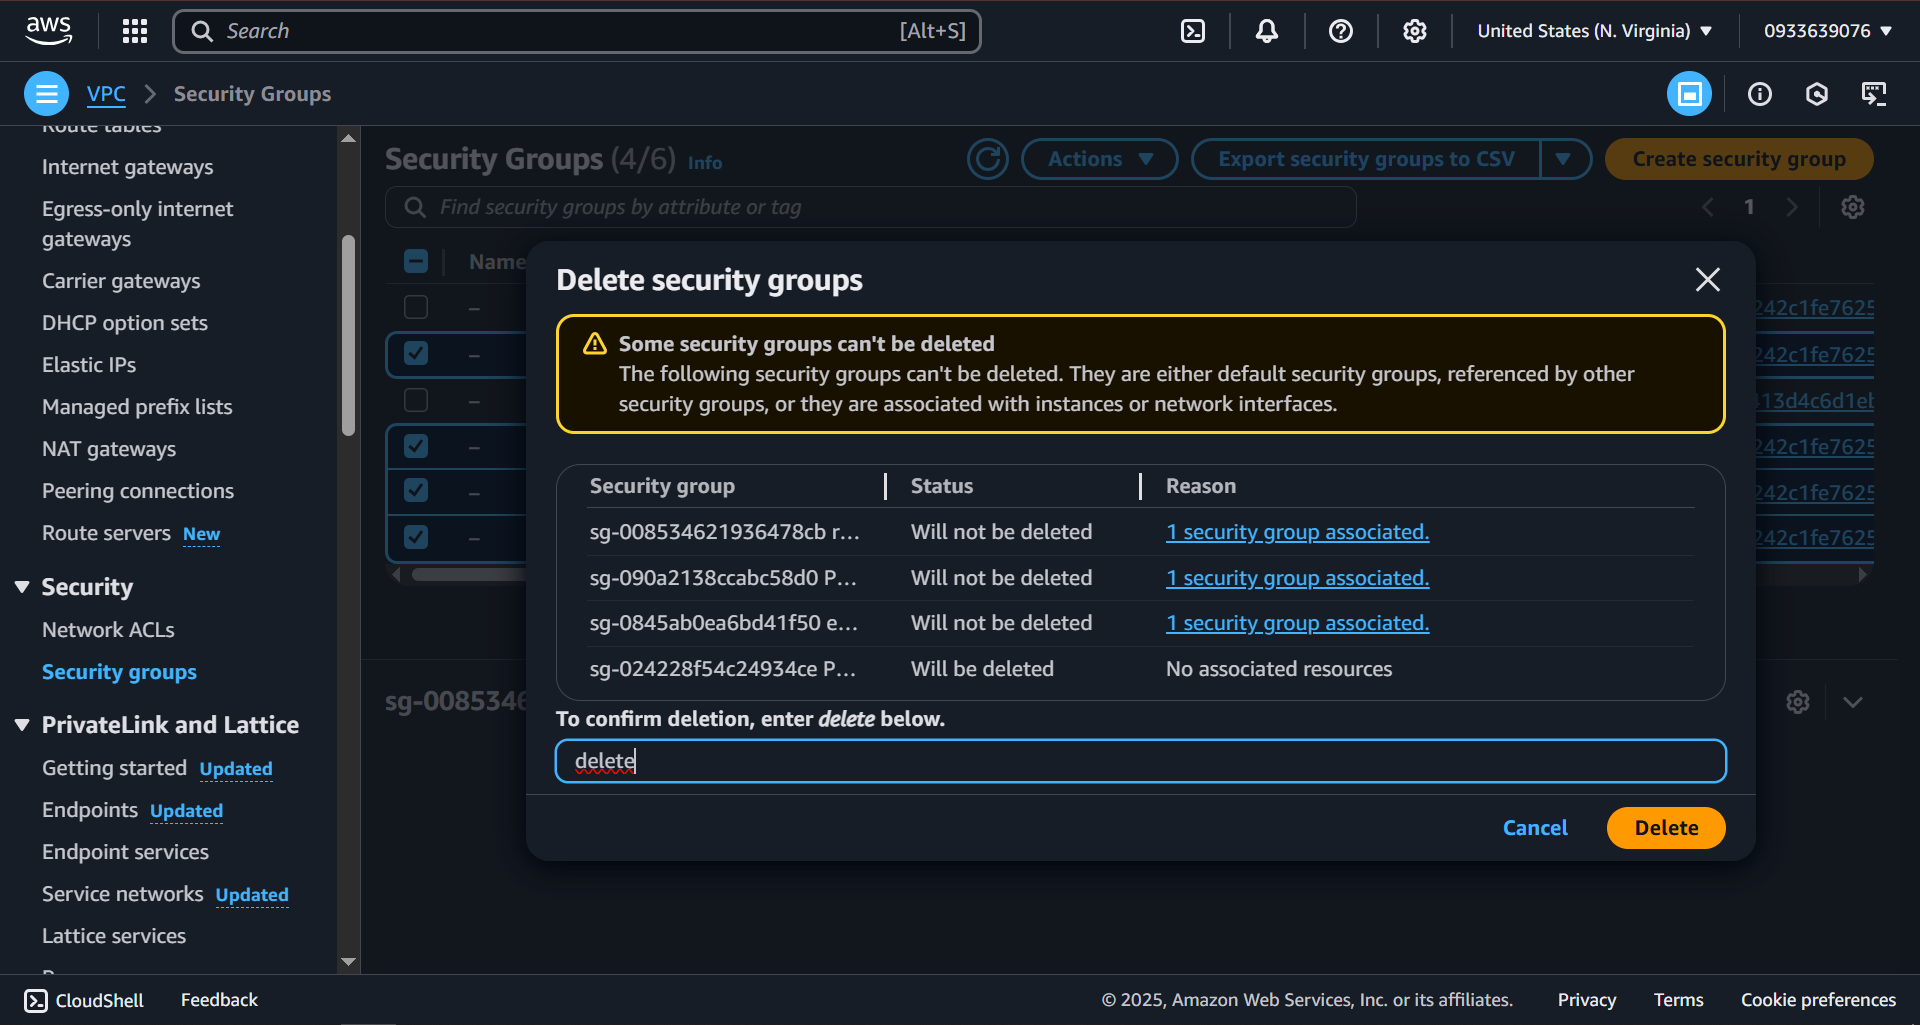 aws
Search
[Alt+S]
United States (N. Virginia)
0933639076
VPC
Security Groups
Route tables
Internet gateways
Egress-only internet
gateways
Carrier gateways
DHCP option sets
Elastic IPs
Managed prefix lists
NAT gateways
Peering connections
Route servers New
Security
Network ACLs
Security groups
PrivateLink and Lattice
Getting started Updated
Endpoints Updated
Endpoint services
Service networks Updated
Lattice services
Security Groups (4/6) Info
Actions
Export security groups to CSV
Create security group
Find security groups by attribute or tag
1
Name
–
242c1fe7625
–
242c1fe7625
–
–
242c1fe7625
–
242c1fe7625
–
242c1fe7625
sg-0085346
Delete security groups
Some security groups can't be deleted
The following security groups can't be deleted. They are either default security groups, referenced by other
security groups, or they are associated with instances or network interfaces.
Security group Status Reason
sg-008534621936478cb r... Will not be deleted 1 security group associated.
sg-090a2138ccabc58d0 P... Will not be deleted 1 security group associated.
sg-0845ab0ea6bd41f50 e... Will not be deleted 1 security group associated.
sg-024228f54c24934ce P... Will be deleted No associated resources
To confirm deletion, enter delete below.
delete
Cancel
Delete
CloudShell
Feedback
© 2025, Amazon Web Services, Inc. or its affiliates.
Privacy
Terms
Cookie preferences